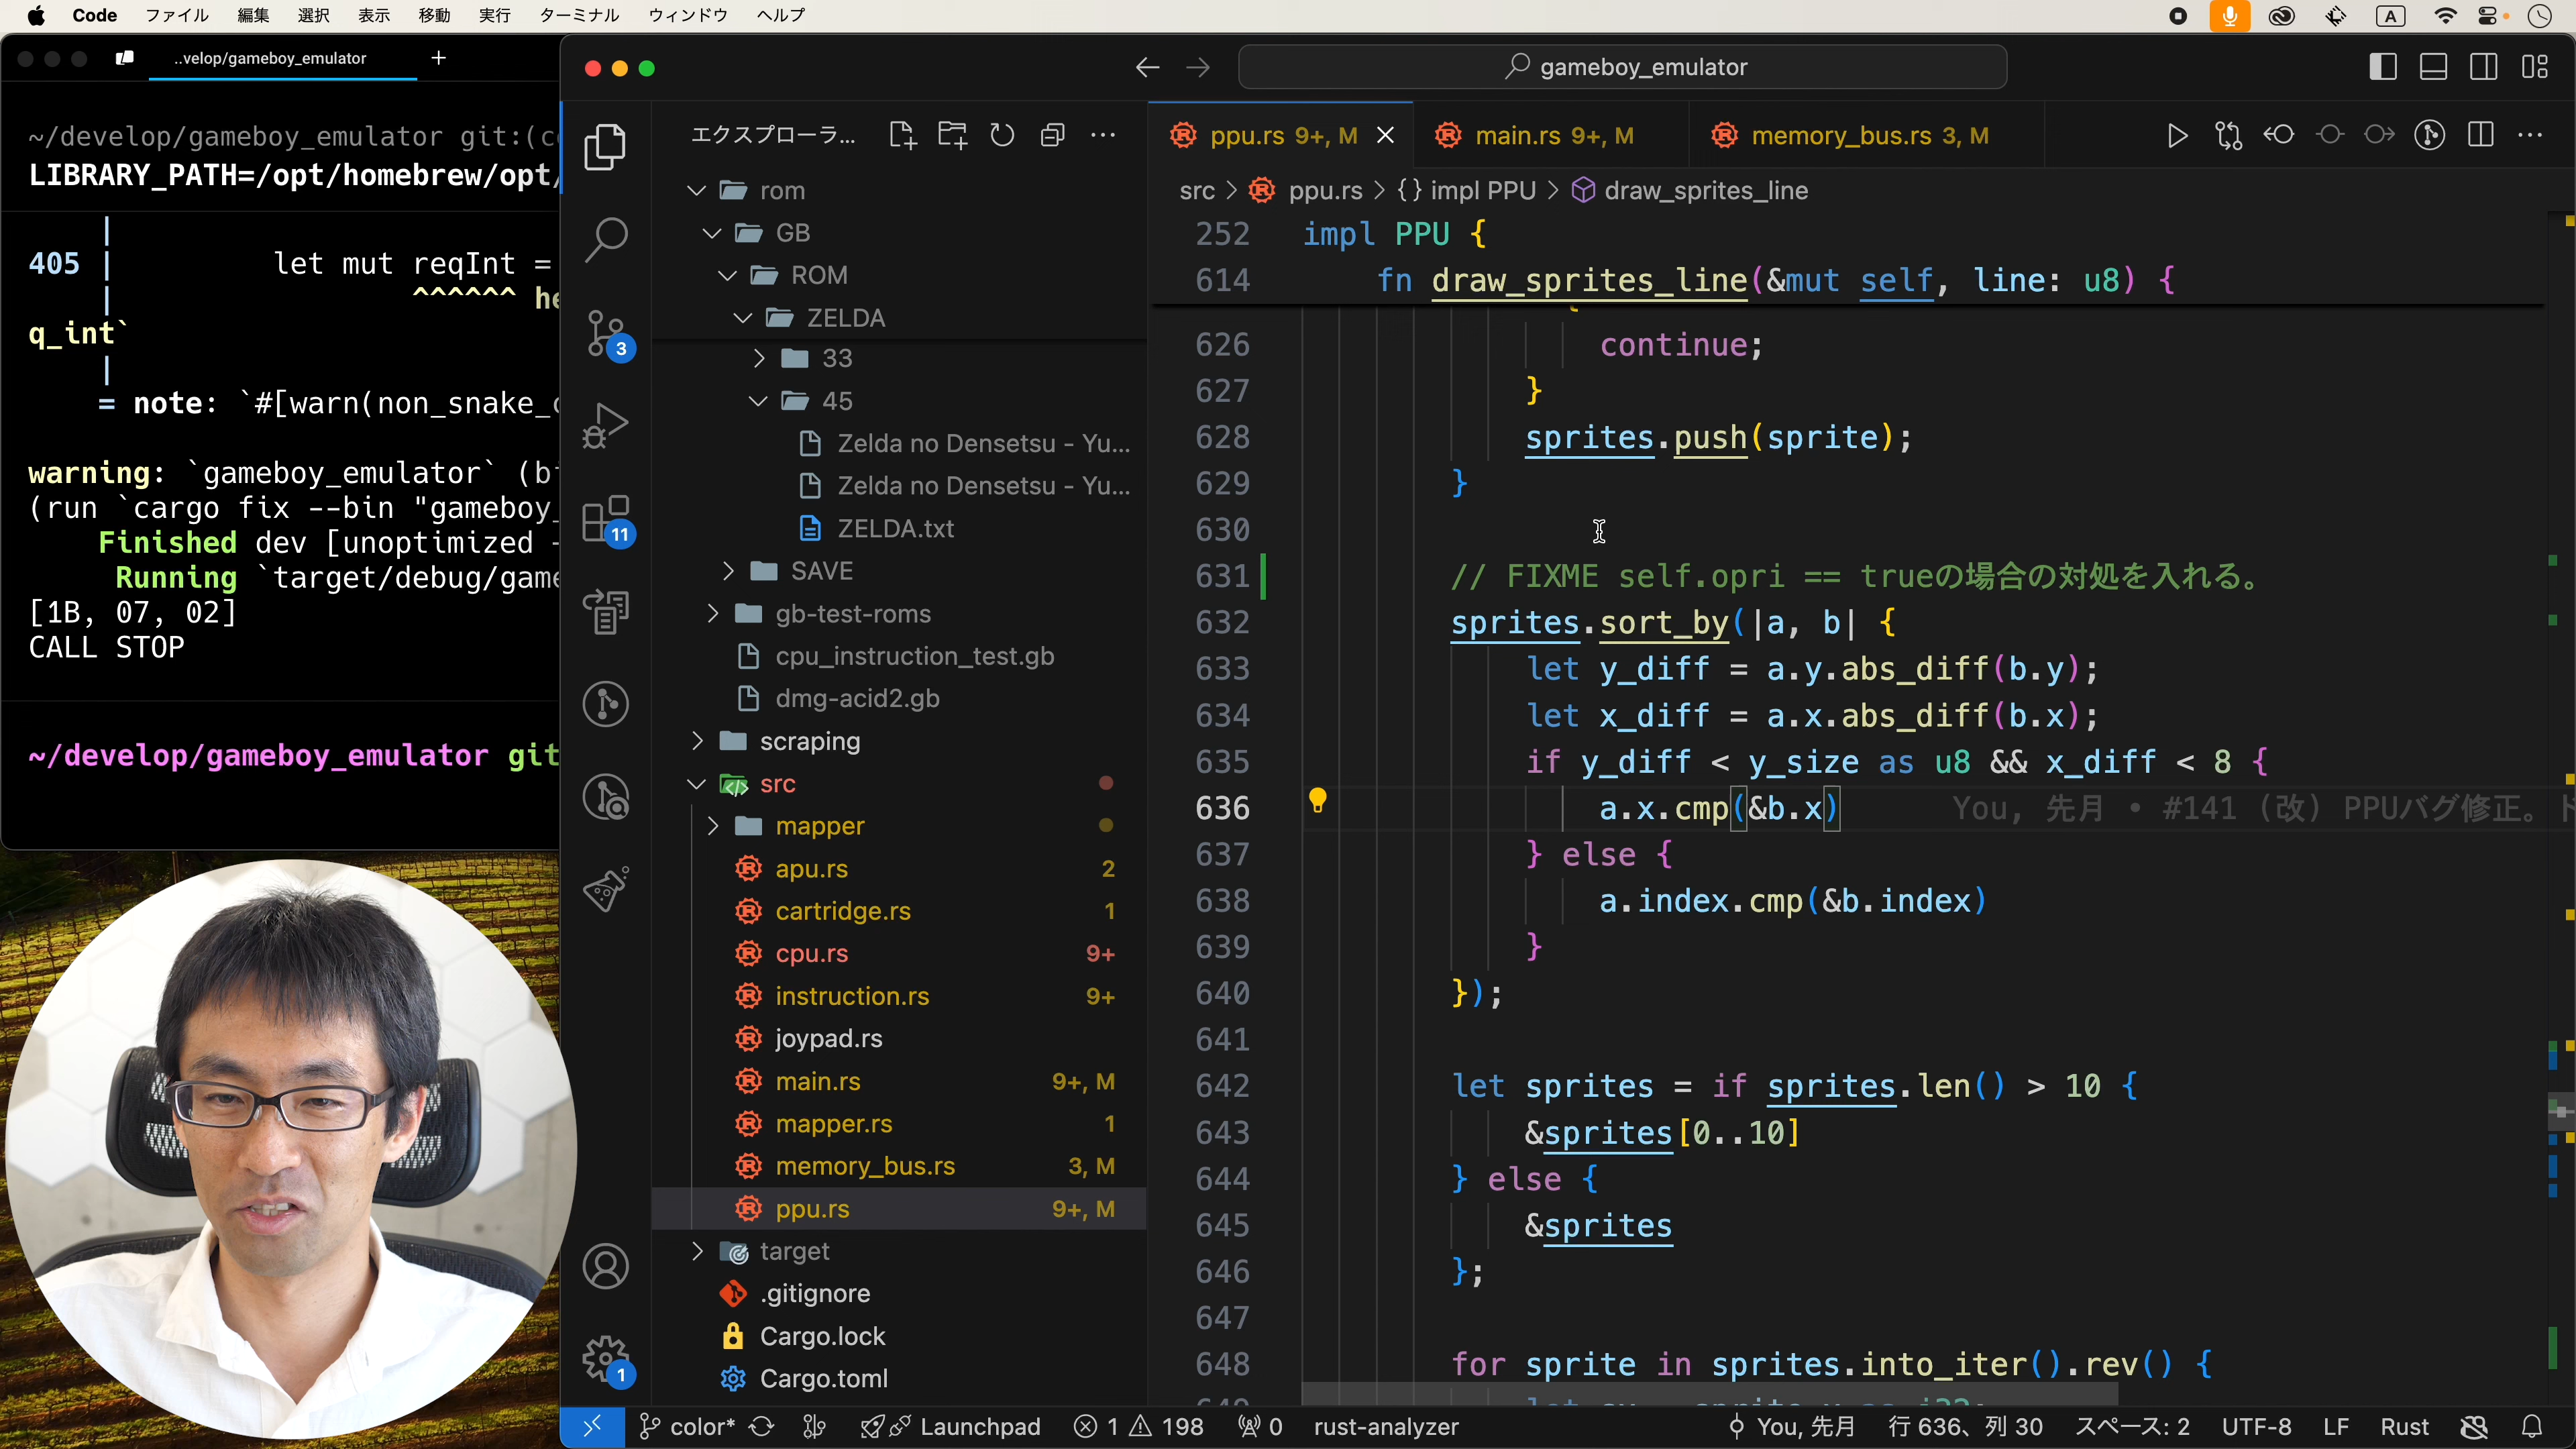 Code ファイル 編集 選択 表示 移動 実行 ターミナル ウィンドウ ヘルプ A
..velop/gameboy_emulator +
~/develop/gameboy_emulator git:(c
LIBRARY_PATH=/opt/homebrew/opt/
|
405 | let mut reqInt =
| ^^^^^^ he
q_int`
|
= note: `#[warn(non_snake_c
warning: `gameboy_emulator` (bi
(run `cargo fix --bin "gameboy_
Finished dev [unoptimized
Running `target/debug/game
[1B, 07, 02]
CALL STOP
~/develop/gameboy_emulator git
gameboy_emulator
エクスプローラ... ...
rom
GB
ROM
ZELDA
33
45
Zelda no Densetsu - Yu...
Zelda no Densetsu - Yu...
ZELDA.txt
SAVE
gb-test-roms
cpu_instruction_test.gb
dmg-acid2.gb
scraping
src
mapper
apu.rs 2
cartridge.rs 1
cpu.rs 9+
instruction.rs 9+
joypad.rs
main.rs 9+, M
mapper.rs 1
memory_bus.rs 3, M
ppu.rs 9+, M
target
.gitignore
Cargo.lock
Cargo.toml
3
11
1
ppu.rs 9+, M main.rs 9+, M memory_bus.rs 3, M
src > ppu.rs > {} impl PPU > draw_sprites_line
252 impl PPU {
614 fn draw_sprites_line(&mut self, line: u8) {
626 continue;
627 }
628 sprites.push(sprite);
629 }
630
631 // FIXME self.opri == trueの場合の対処を入れる。
632 sprites.sort_by(|a, b| {
633 let y_diff = a.y.abs_diff(b.y);
634 let x_diff = a.x.abs_diff(b.x);
635 if y_diff < y_size as u8 && x_diff < 8 {
636 a.x.cmp(&b.x) You, 先月 • #141 (改) PPUバグ修正。ド
637 } else {
638 a.index.cmp(&b.index)
639 }
640 });
641
642 let sprites = if sprites.len() > 10 {
643 &sprites[0..10]
644 } else {
645 &sprites
646 };
647
648 for sprite in sprites.into_iter().rev() {
color* Launchpad 1 198 0 rust-analyzer You, 先月 行 636、列 30 スペース: 2 UTF-8 LF Rust